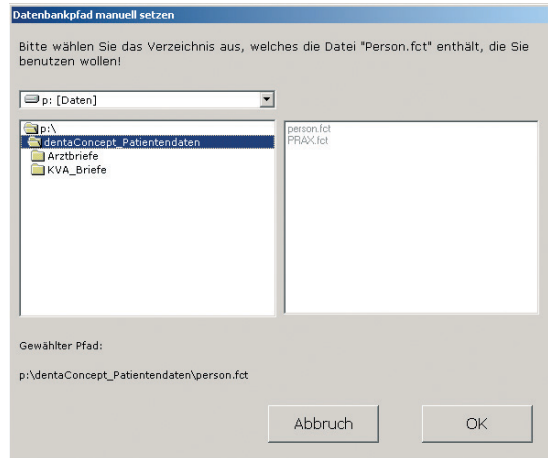 Datenbankpfad manuell setzen
Bitte wählen Sie das Verzeichnis aus, welches die Datei "Person.fct" enthält, die Sie
benutzen wollen!
p: [Daten]
p:\
dentaConcept_Patientendaten
Arztbriefe
KVA_Briefe
person.fct
PRAX.fct
Gewählter Pfad:
p:\dentaConcept_Patientendaten\person.fct
Abbruch
OK